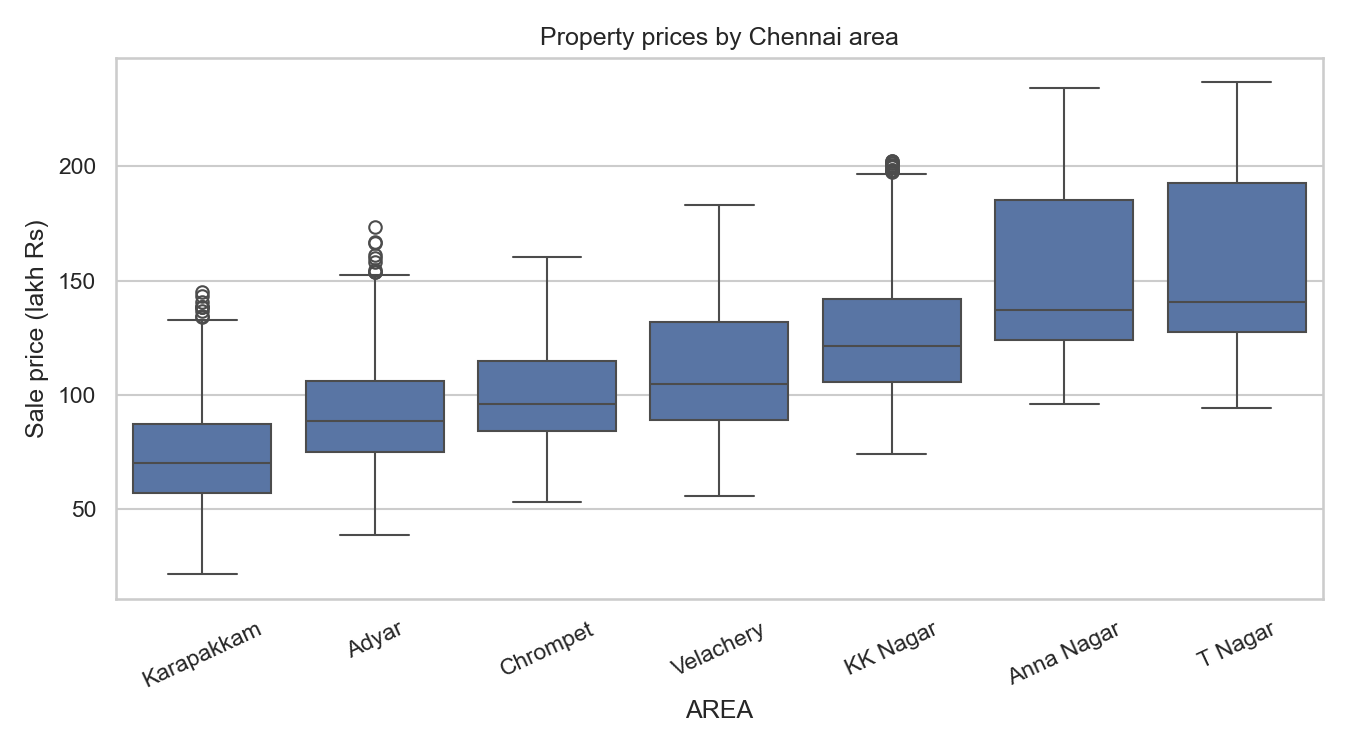 Property prices by Chennai area
Sale price (lakh Rs)
200
150
100
50
Karapakkam
Adyar
Chrompet
Velachery
KK Nagar
Anna Nagar
T Nagar
AREA